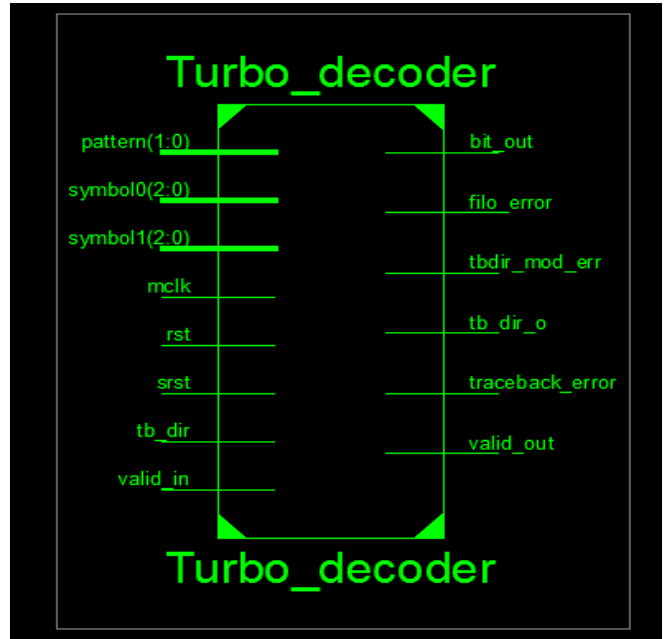 Turbo_decoder
pattern(1:0)
bit_out
symbol0(2:0)
filo_error
symbol1(2:0)
tbdir_mod_err
mclk
tb_dir_o
rst
srst
traceback_error
tb_dir
valid_out
valid_in
Turbo_decoder